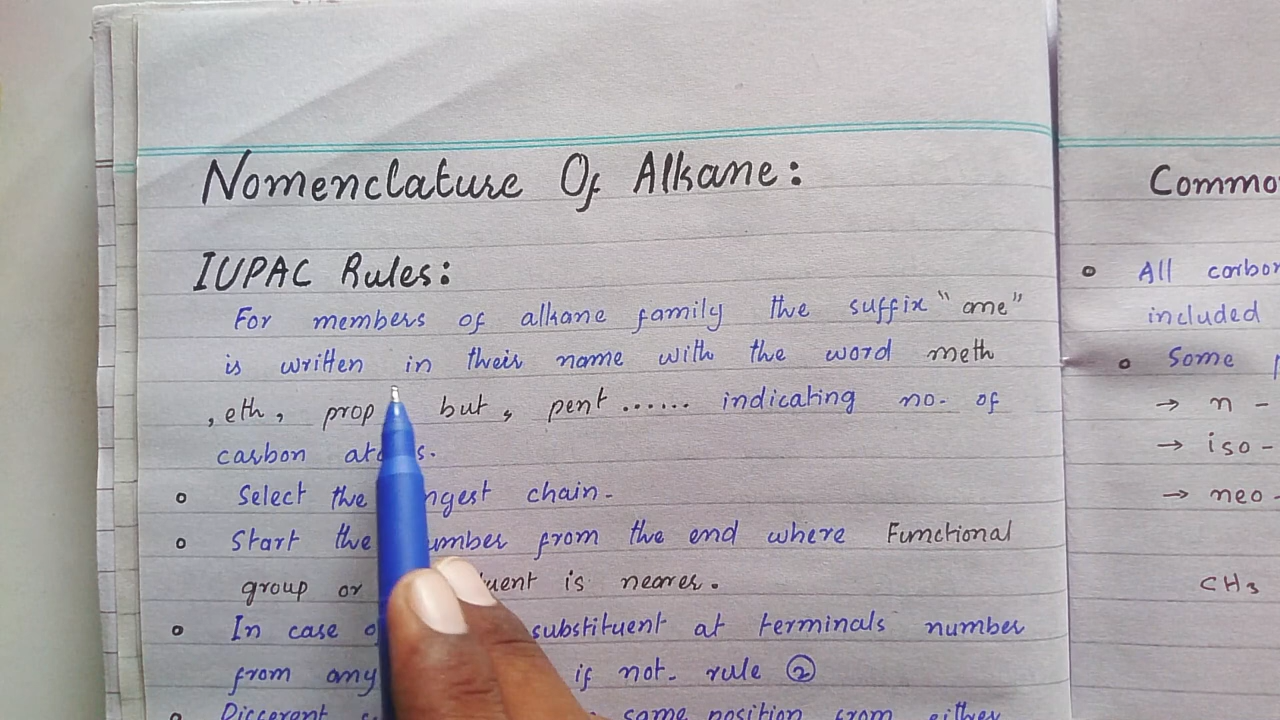 Nomenclature Of Alkane:
IUPAC Rules:
For members of alkane family the suffix "ane"
is written in their name with the word meth
, eth, prop but, pent ...... indicating no. of
carbon
Select the chain.
Start the from the end where Functional
group or is nearer.
In case substituent at terminals number
from any if not. rule ②
Different same position from either
Common
All carbon
included
Some
→ n -
→ iso -
→ neo -
CH3